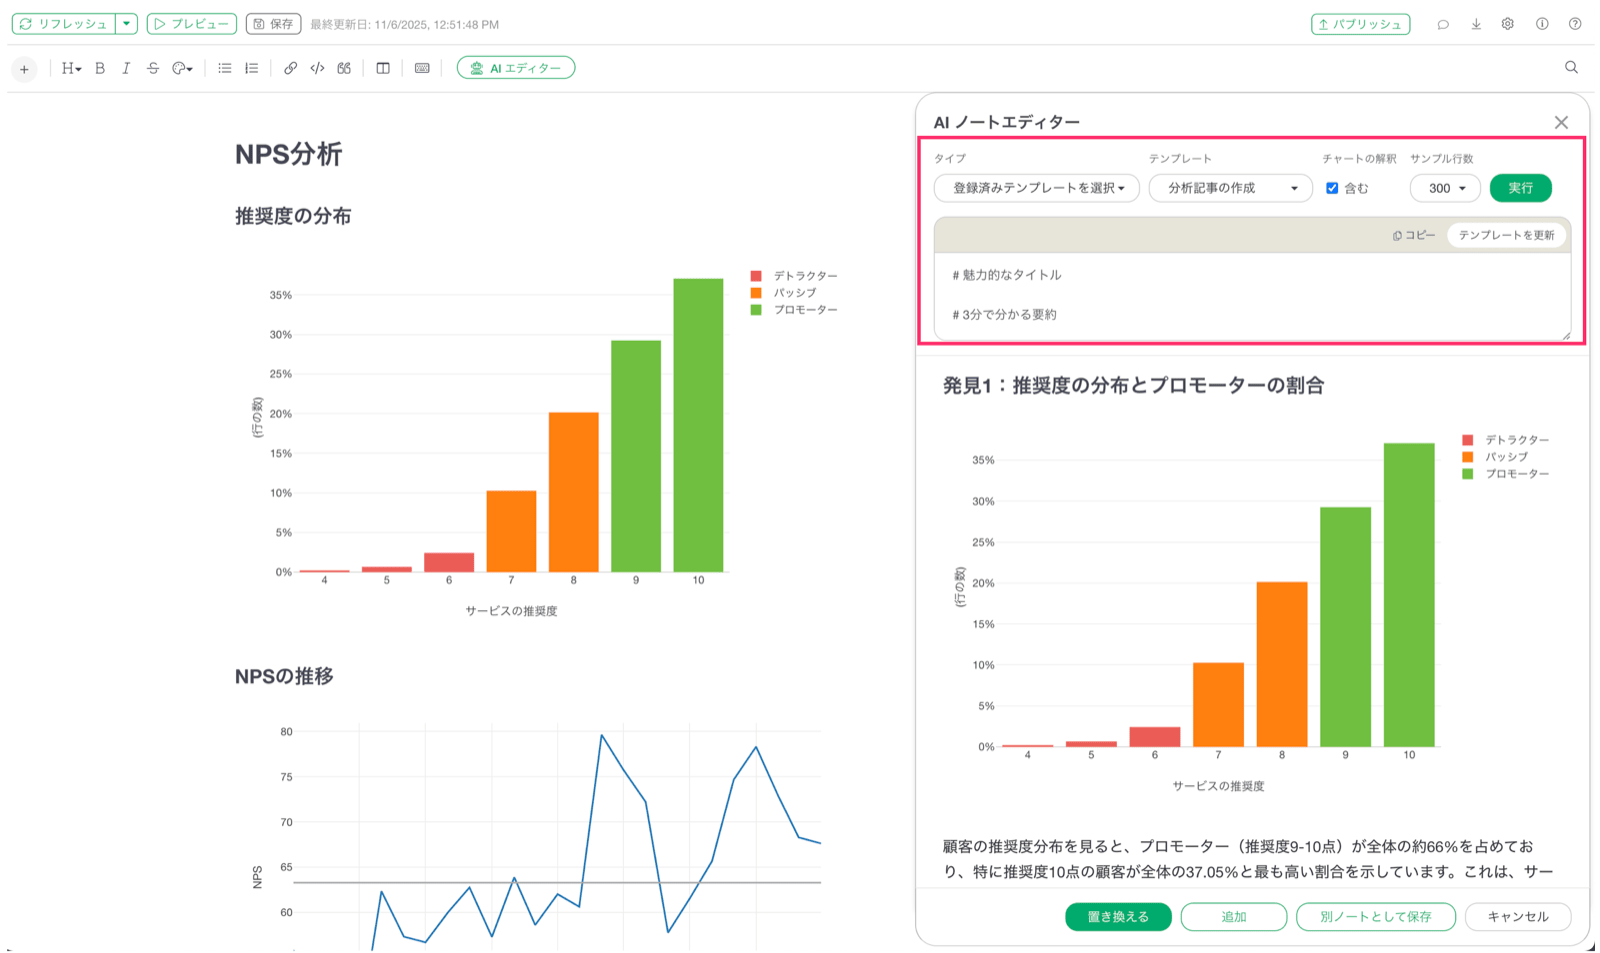 リフレッシュ
プレビュー
保存
最終更新日: 11/6/2025, 12:51:48 PM
パブリッシュ
H B I S
AI エディター
NPS分析
推奨度の分布
デトラクター
パッシブ
プロモーター
35%
30%
25%
20%
15%
10%
5%
0%
(行の数)
4 5 6 7 8 9 10
サービスの推奨度
NPSの推移
80
75
70
65
60
NPS
AI ノートエディター
タイプ
テンプレート
チャートの解釈
サンプル行数
登録済みテンプレートを選択
分析記事の作成
含む
300
実行
コピー
テンプレートを更新
# 魅力的なタイトル
# 3分で分かる要約
発見1：推奨度の分布とプロモーターの割合
デトラクター
パッシブ
プロモーター
35%
30%
25%
20%
15%
10%
5%
0%
(行の数)
4 5 6 7 8 9 10
サービスの推奨度
顧客の推奨度分布を見ると、プロモーター（推奨度9-10点）が全体の約66%を占めてお
り、特に推奨度10点の顧客が全体の37.05%と最も高い割合を示しています。これは、サー
置き換える
追加
別ノートとして保存
キャンセル